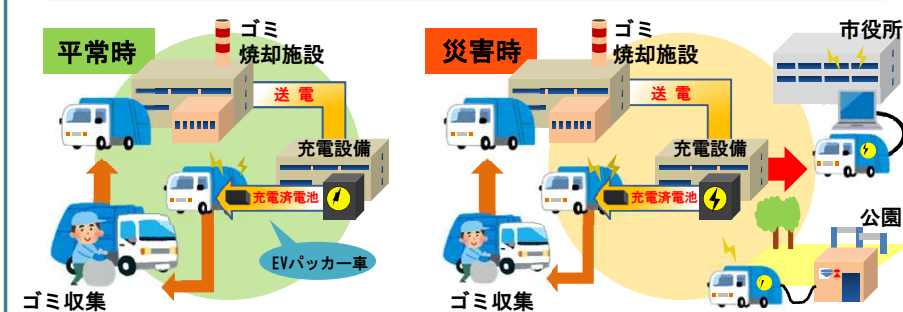 平常時
ゴミ
焼却施設
送電
充電設備
充電済電池
EVパッカー車
ゴミ収集
災害時
ゴミ
焼却施設
送電
充電設備
充電済電池
ゴミ収集
市役所
公園